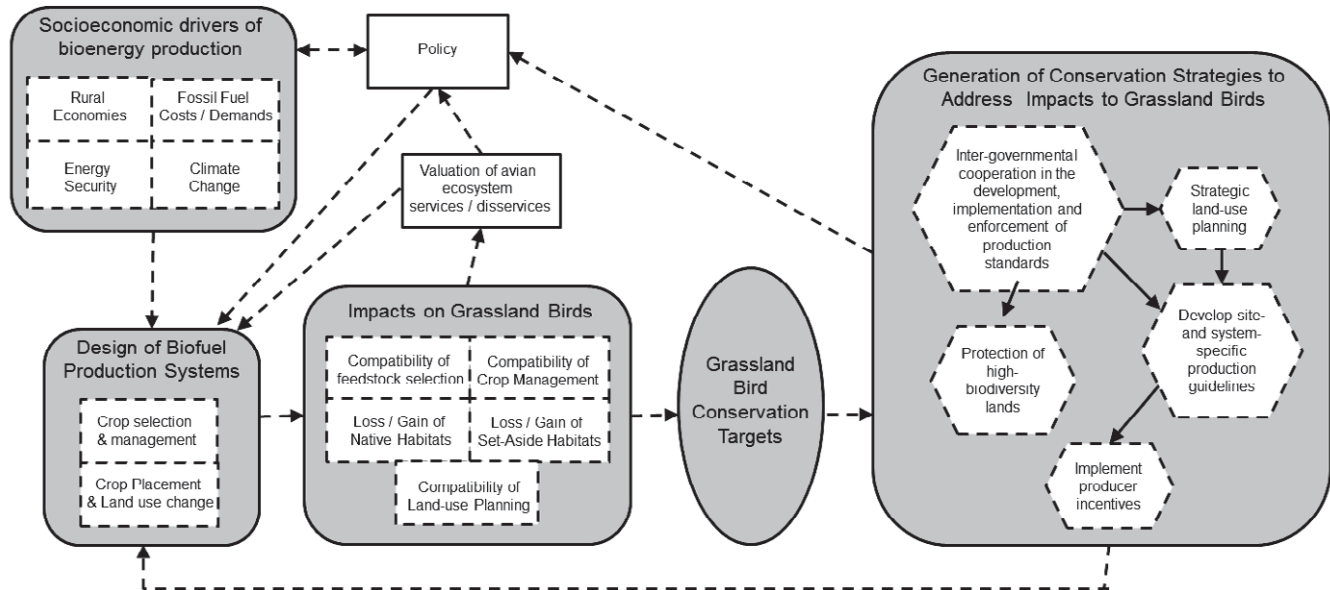 Socioeconomic drivers of
bioenergy production
Rural
Economies
Fossil Fuel
Costs / Demands
Energy
Security
Climate
Change
Policy
Valuation of avian
ecosystem
services / disservices
Design of Biofuel
Production Systems
Crop selection
& management
Crop Placement
& Land use change
Impacts on Grassland Birds
Compatibility of
feedstock selection
Compatibility of
Crop Management
Loss / Gain of
Native Habitats
Loss / Gain of
Set-Aside Habitats
Compatibility of
Land-use Planning
Grassland
Bird
Conservation
Targets
Generation of Conservation Strategies to
Address Impacts to Grassland Birds
Inter-governmental
cooperation in the
development,
implementation and
enforcement of
production
standards
Strategic
land-use
planning
Protection of
high-
biodiversity
lands
Develop site-
and system-
specific
production
guidelines
Implement
producer
incentives